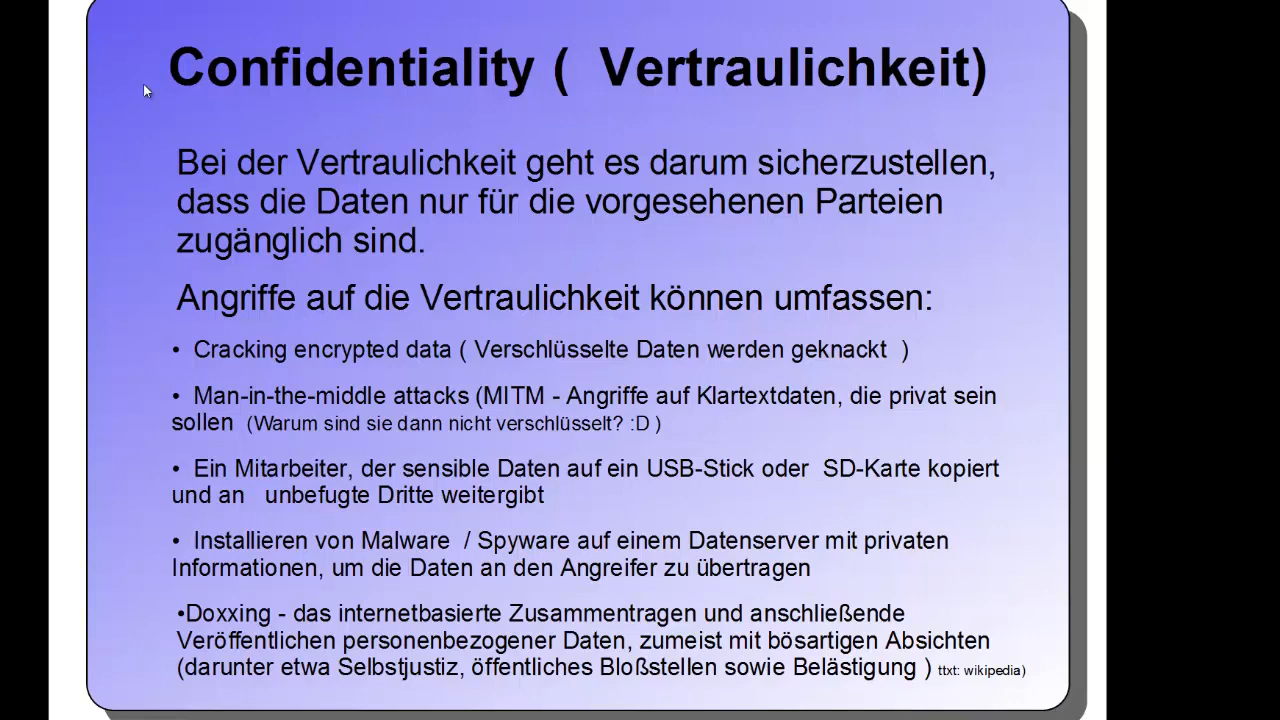 Confidentiality (  Vertraulichkeit)
Bei der Vertraulichkeit geht es darum sicherzustellen,
dass die Daten nur für die vorgesehenen Parteien
zugänglich sind.
Angriffe auf die Vertraulichkeit können umfassen:
• Cracking encrypted data ( Verschlüsselte Daten werden geknackt  )
• Man-in-the-middle attacks (MITM - Angriffe auf Klartextdaten, die privat sein
sollen  (Warum sind sie dann nicht verschlüsselt? :D )
• Ein Mitarbeiter, der sensible Daten auf ein USB-Stick oder  SD-Karte kopiert
und an   unbefugte Dritte weitergibt
• Installieren von Malware  / Spyware auf einem Datenserver mit privaten
Informationen, um die Daten an den Angreifer zu übertragen
•Doxxing - das internetbasierte Zusammentragen und anschließende
Veröffentlichen personenbezogener Daten, zumeist mit bösartigen Absichten
(darunter etwa Selbstjustiz, öffentliches Bloßstellen sowie Belästigung ) ttxt: wikipedia)